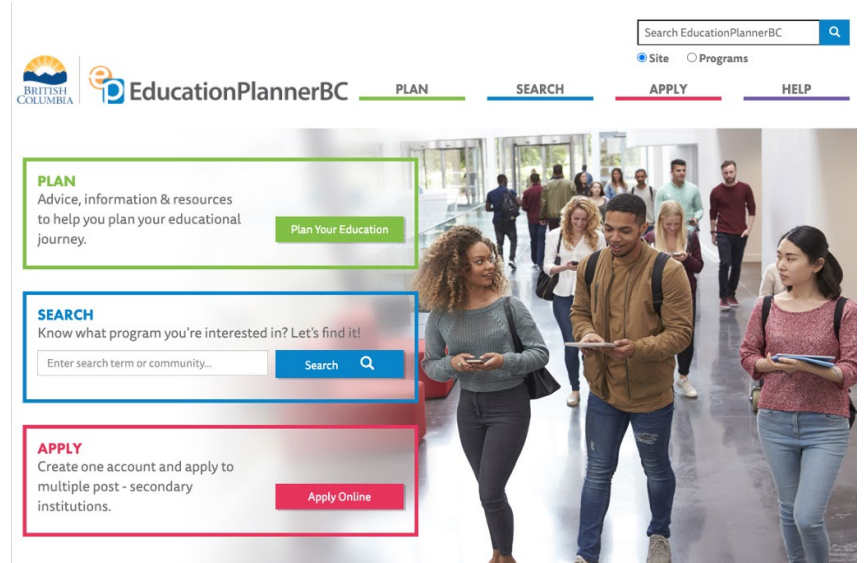 Search EducationPlannerBC
Site Programs
BRITISH
COLUMBIA
EducationPlannerBC
PLAN SEARCH APPLY HELP
PLAN
Advice, information & resources
to help you plan your educational
journey.
Plan Your Education
SEARCH
Know what program you're interested in? Let's find it!
Enter search term or community...
Search
APPLY
Create one account and apply to
multiple post - secondary
institutions.
Apply Online